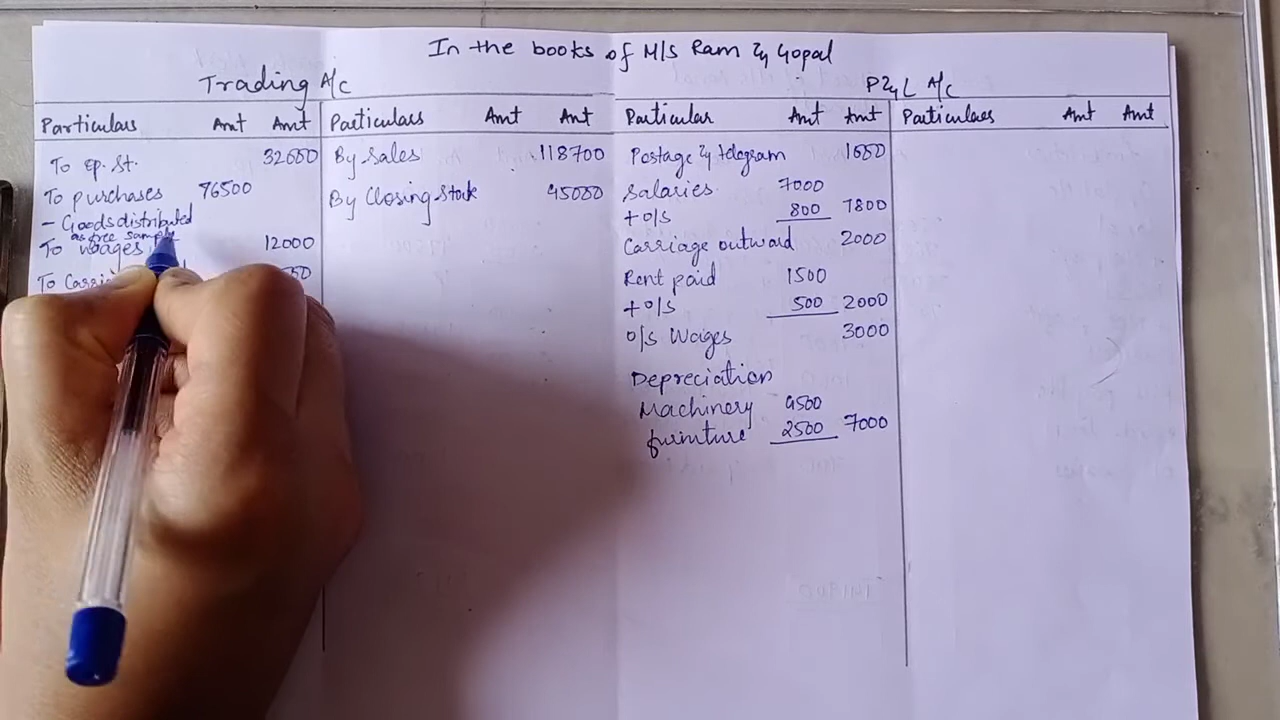 In the books of M/S Ram & Gopal
Trading A/c
P & L A/c
Particulars Amt Amt Particulars Amt Amt Particular Amt Amt Particulars Amt Amt
To op. st. 32000 By Sales 118700 Postage & telegram 1600
To purchases 76500 By Closing Stock 45000 Salaries 7000
- Goods distributed + o/s 800 7800
as free sample
To wages 12000 Carriage outward 2000
To Rent paid 1500
+ o/s 500 2000
o/s Wages 3000
Depreciation
Machinery 4500
furniture 2500 7000